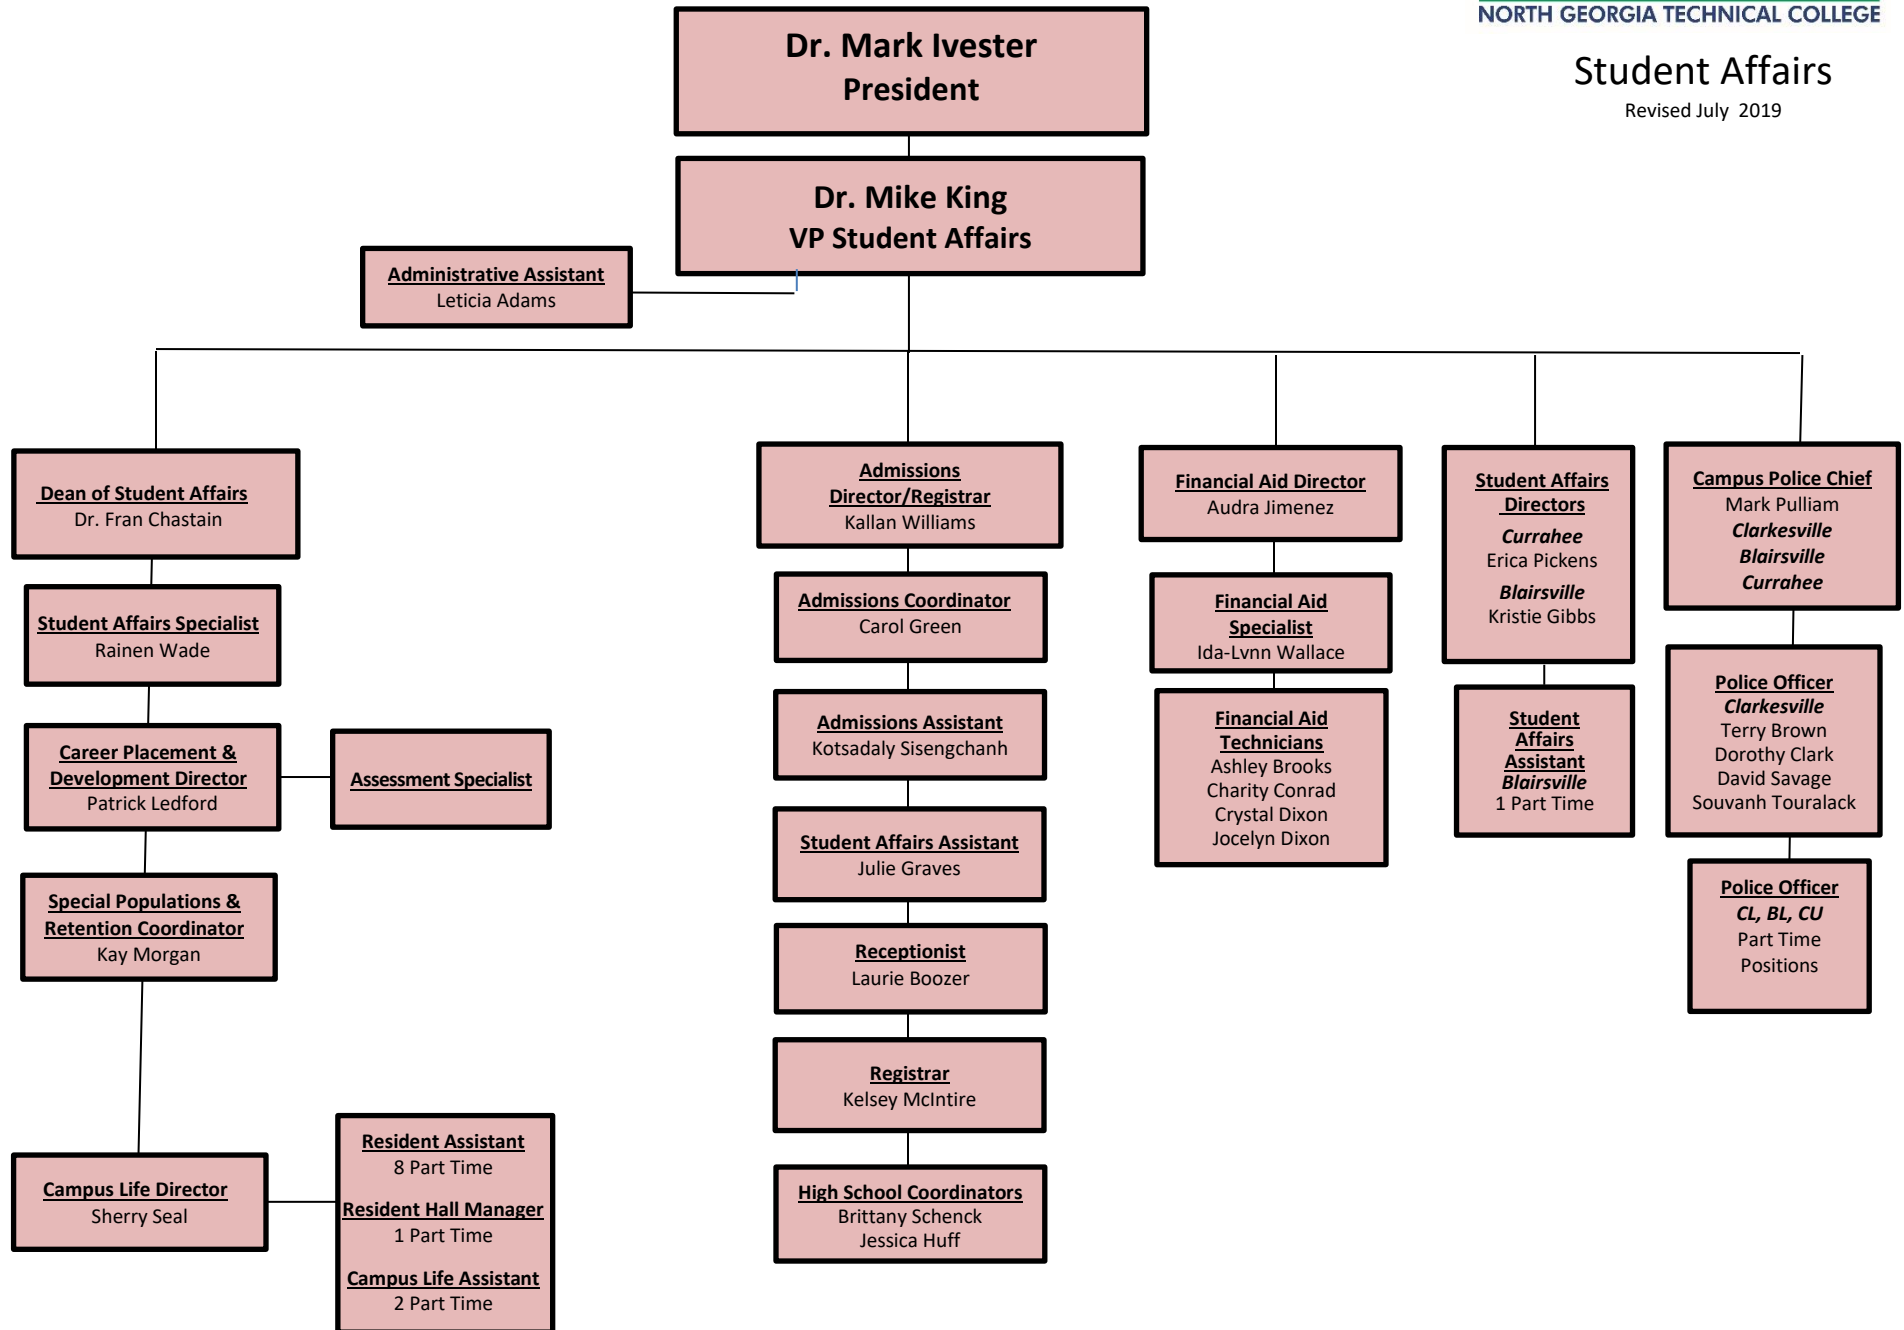 NORTH GEORGIA TECHNICAL COLLEGE
Student Affairs
Revised July 2019
Dr. Mark Ivester
President
Dr. Mike King
VP Student Affairs
Administrative Assistant
Leticia Adams
Dean of Student Affairs
Dr. Fran Chastain
Student Affairs Specialist
Rainen Wade
Career Placement &
Development Director
Patrick Ledford
Assessment Specialist
Special Populations &
Retention Coordinator
Kay Morgan
Campus Life Director
Sherry Seal
Resident Assistant
8 Part Time
Resident Hall Manager
1 Part Time
Campus Life Assistant
2 Part Time
Admissions
Director/Registrar
Kallan Williams
Admissions Coordinator
Carol Green
Admissions Assistant
Kotsadaly Sisengchanh
Student Affairs Assistant
Julie Graves
Receptionist
Laurie Boozer
Registrar
Kelsey McIntire
High School Coordinators
Brittany Schenck
Jessica Huff
Financial Aid Director
Audra Jimenez
Financial Aid
Specialist
Ida-Lynn Wallace
Financial Aid
Technicians
Ashley Brooks
Charity Conrad
Crystal Dixon
Jocelyn Dixon
Student Affairs
Directors
Currahee
Erica Pickens
Blairsville
Kristie Gibbs
Student
Affairs
Assistant
Blairsville
1 Part Time
Campus Police Chief
Mark Pulliam
Clarkesville
Blairsville
Currahee
Police Officer
Clarkesville
Terry Brown
Dorothy Clark
David Savage
Souvanh Touralack
Police Officer
CL, BL, CU
Part Time
Positions